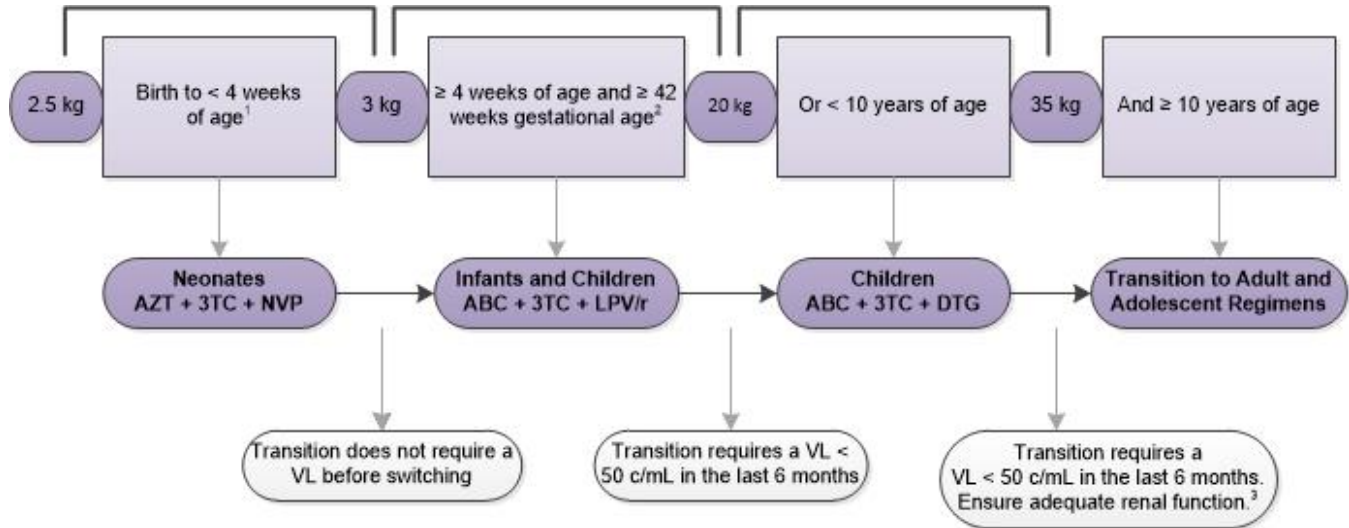 2.5 kg
Birth to < 4 weeks
of age¹
3 kg
≥ 4 weeks of age and ≥ 42
weeks gestational age²
20 kg
Or < 10 years of age
35 kg
And ≥ 10 years of age
Neonates
AZT + 3TC + NVP
Infants and Children
ABC + 3TC + LPV/r
Children
ABC + 3TC + DTG
Transition to Adult and
Adolescent Regimens
Transition does not require a
VL before switching
Transition requires a VL <
50 c/mL in the last 6 months
Transition requires a
VL < 50 c/mL in the last 6 months.
Ensure adequate renal function.³